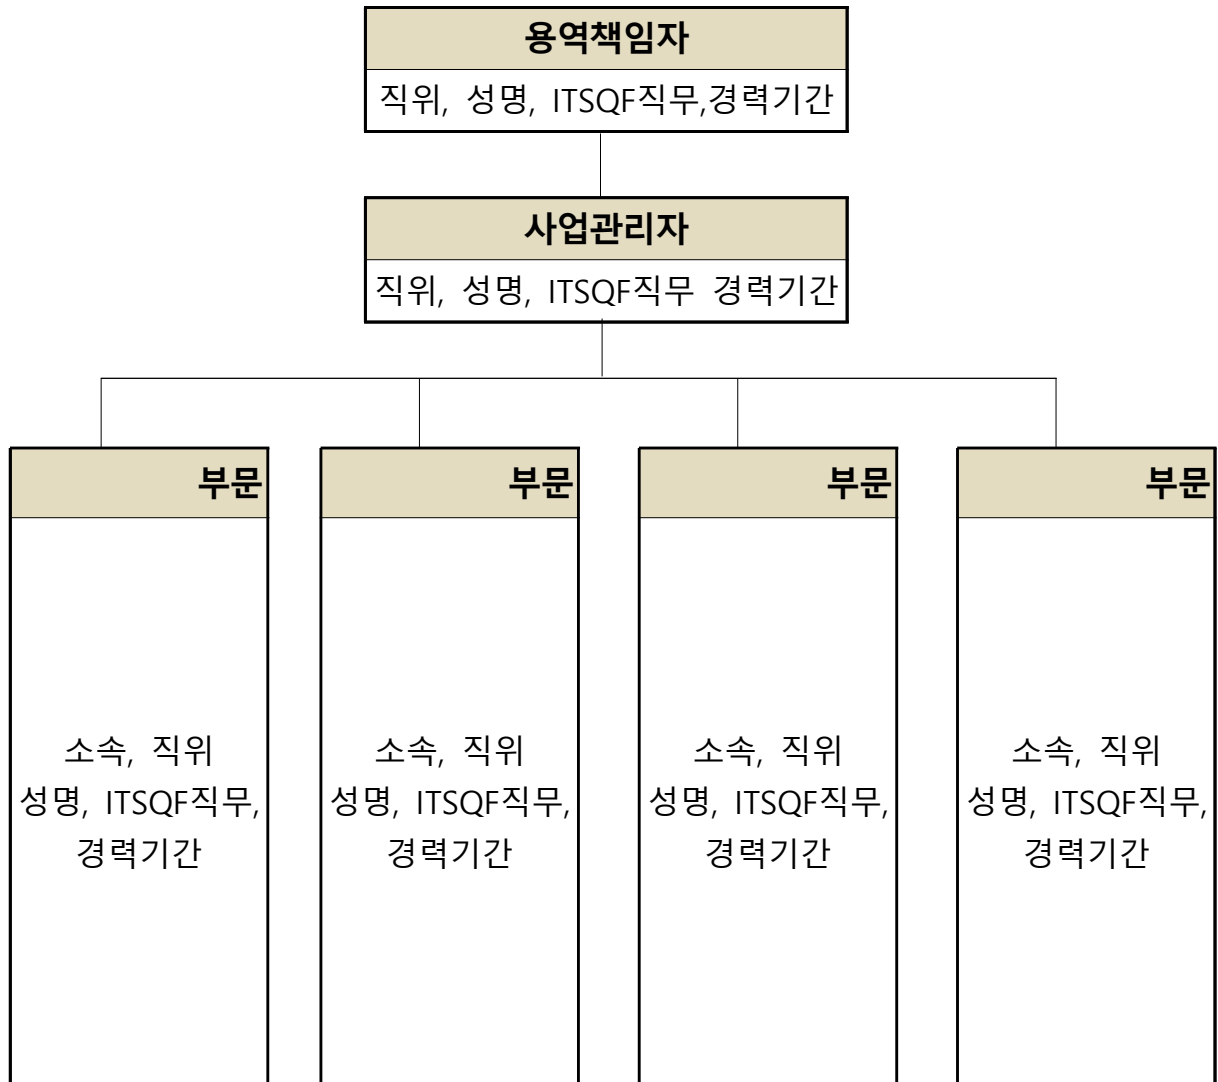 용역책임자
직위, 성명, ITSQF직무,경력기간
사업관리자
직위, 성명, ITSQF직무 경력기간
부문
소속, 직위
성명, ITSQF직무,
경력기간
부문
소속, 직위
성명, ITSQF직무,
경력기간
부문
소속, 직위
성명, ITSQF직무,
경력기간
부문
소속, 직위
성명, ITSQF직무,
경력기간